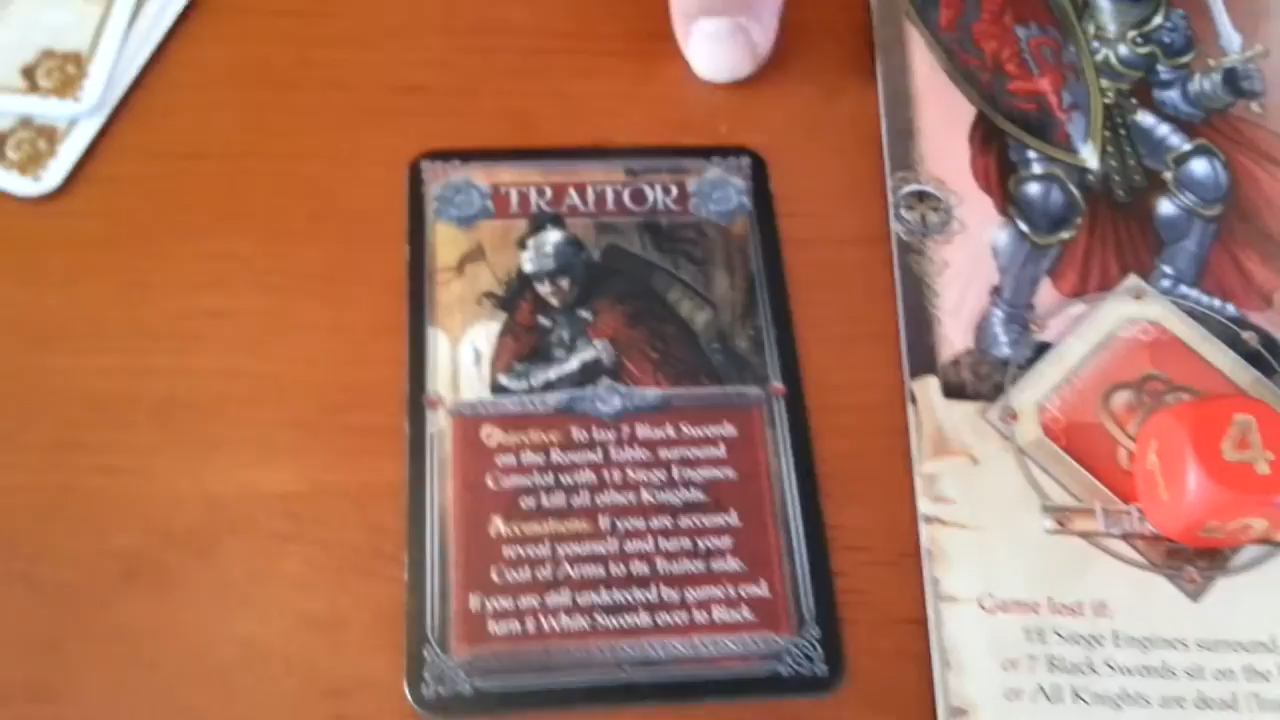 TRAITOR
Objective: To lay 7 Black Swords
on the Round Table, surround
Camelot with 12 Siege Engines,
or kill all other Knights.
Accusations: If you are accused,
reveal yourself and turn your
Coat of Arms to its Traitor side.
If you are still undetected by game's end,
turn 2 White Swords over to Black.
4
Game lost if:
12 Siege Engines surround
or 7 Black Swords sit on the
or All Knights are dead